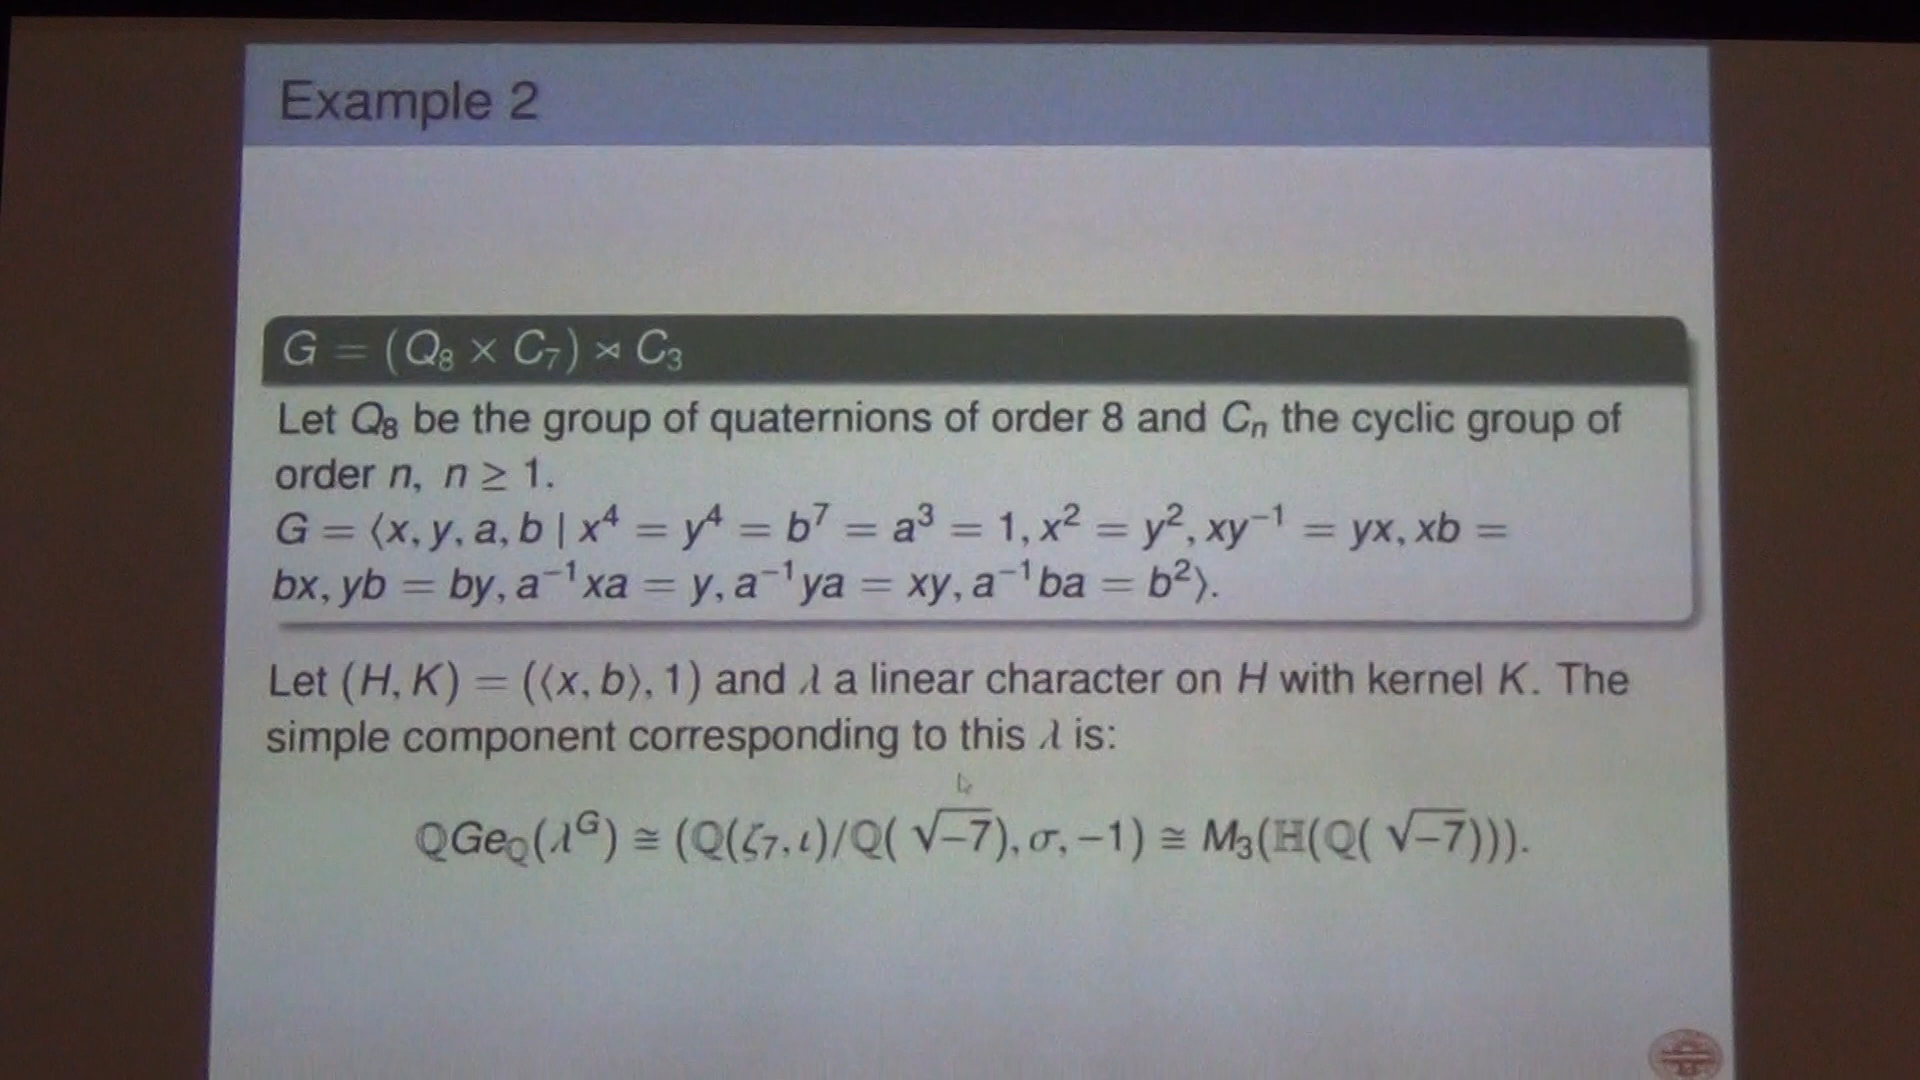 Example 2
G = (Q₈ × C₇) ⋊ C₃
Let Q₈ be the group of quaternions of order 8 and Cₙ the cyclic group of
order n, n ≥ 1.
G = ⟨x, y, a, b | x⁴ = y⁴ = b⁷ = a³ = 1, x² = y², xy⁻¹ = yx, xb =
bx, yb = by, a⁻¹xa = y, a⁻¹ya = xy, a⁻¹ba = b²⟩.
Let (H, K) = (⟨x, b⟩, 1) and λ a linear character on H with kernel K. The
simple component corresponding to this λ is:
ℚGe_ℚ(λ^G) ≅ (ℚ(ζ₇, ι)/ℚ(√−7), σ, −1) ≅ M₃(ℍ(ℚ(√−7))).